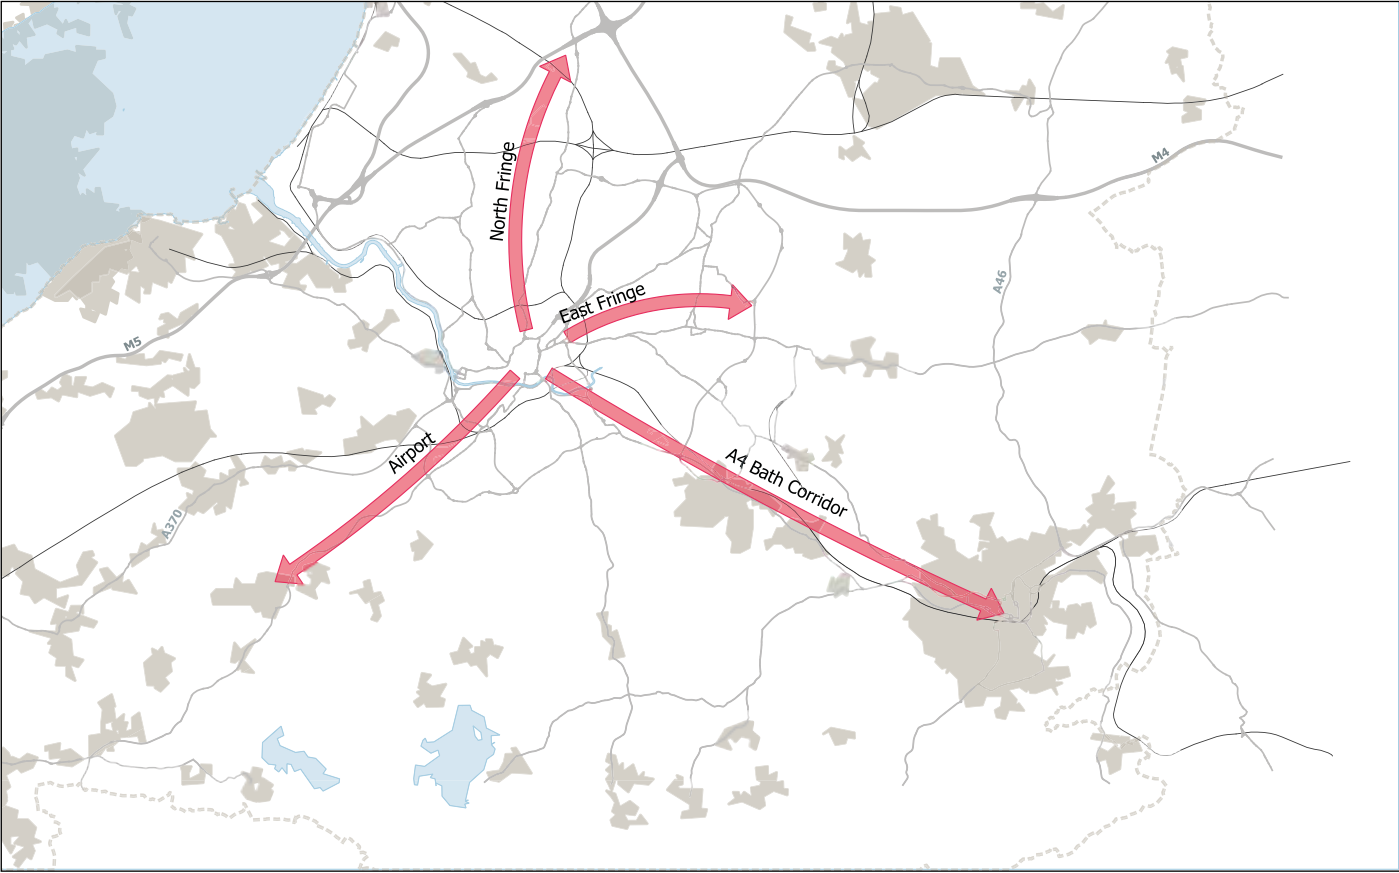 M4
North Fringe
A46
East Fringe
M5
Airport
A4 Bath Corridor
A370